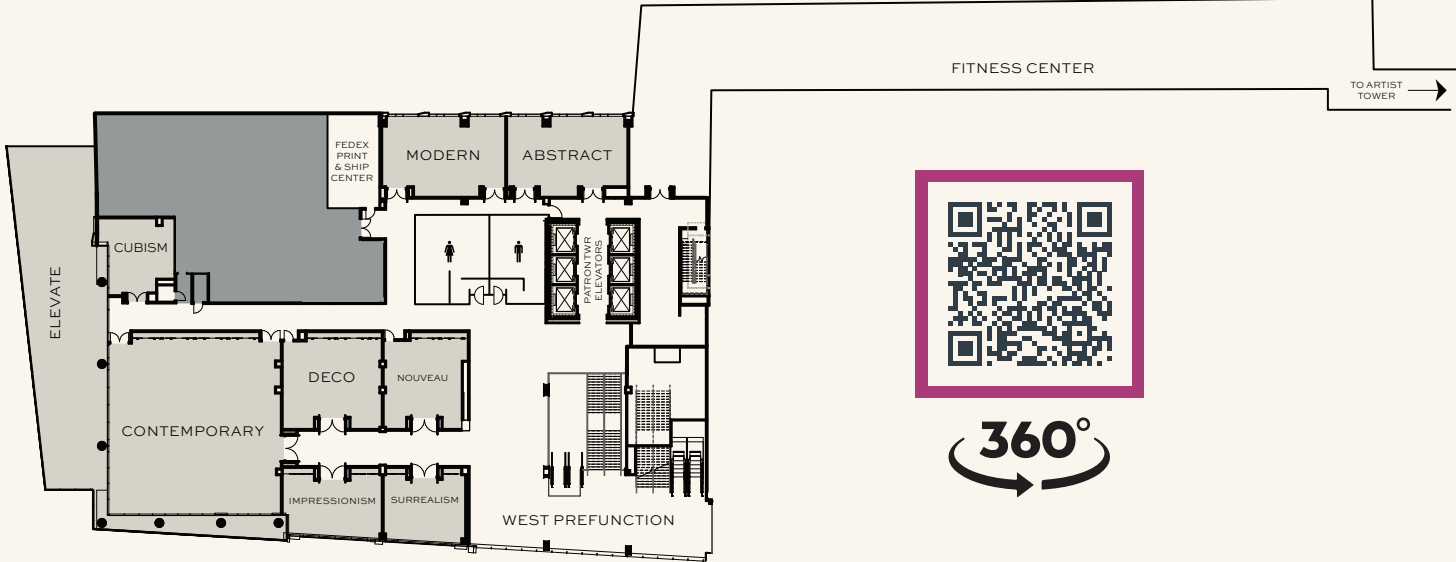 FITNESS CENTER
TO ARTIST
TOWER
FEDEX
PRINT
& SHIP
CENTER
MODERN
ABSTRACT
CUBISM
PATRON TWR
ELEVATORS
ELEVATE
DECO
NOUVEAU
CONTEMPORARY
IMPRESSIONISM
SURREALISM
WEST PREFUNCTION
360°